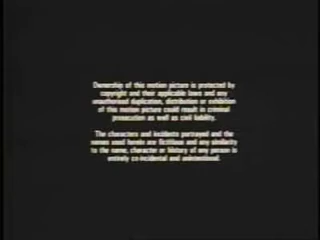 Ownership of this motion picture is protected by
copyright and their applicable laws and any
unauthorized duplication, distribution or exhibition
of this motion picture could result in criminal
prosecution as well as civil liability.
The characters and incidents portrayed and the
names used herein are fictitious and any similarity
to the name, character or history of any person is
entirely co-incidental and unintentional.